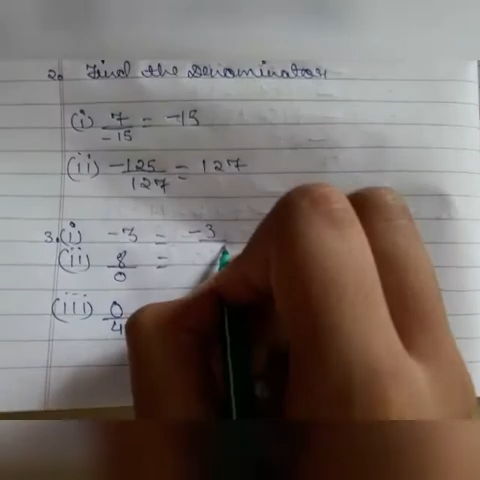 2. Find the Denominator
(i) 7/-15 = -15
(ii) -125/127 = 127
3. (i) -3 = -3
(ii) 8/0 =
(iii) 0/4